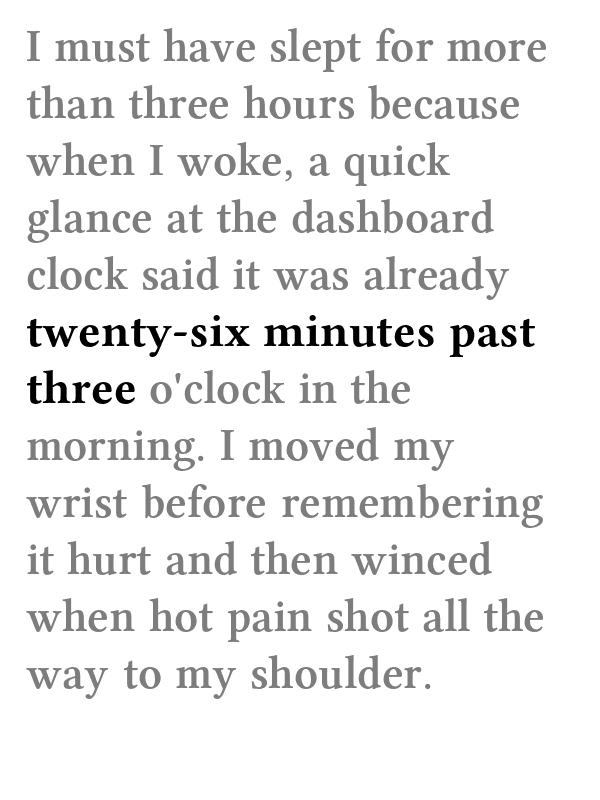 I must have slept for more
than three hours because
when I woke, a quick
glance at the dashboard
clock said it was already
twenty-six minutes past
three o'clock in the
morning. I moved my
wrist before remembering
it hurt and then winced
when hot pain shot all the
way to my shoulder.